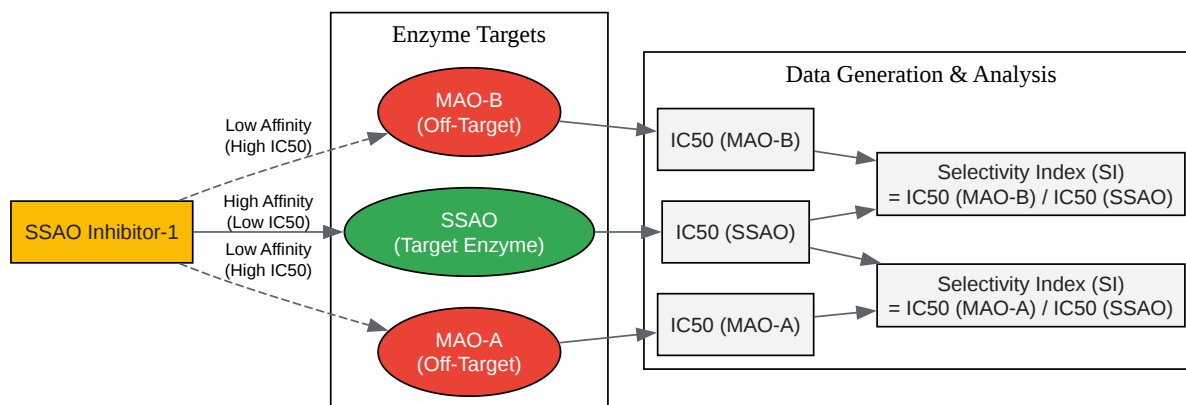 Enzyme Targets
Data Generation & Analysis
SSAO Inhibitor-1
Low Affinity
(High IC50)
High Affinity
(Low IC50)
Low Affinity
(High IC50)
MAO-B
(Off-Target)
SSAO
(Target Enzyme)
MAO-A
(Off-Target)
IC50 (MAO-B)
IC50 (SSAO)
IC50 (MAO-A)
Selectivity Index (SI)
= IC50 (MAO-B) / IC50 (SSAO)
Selectivity Index (SI)
= IC50 (MAO-A) / IC50 (SSAO)